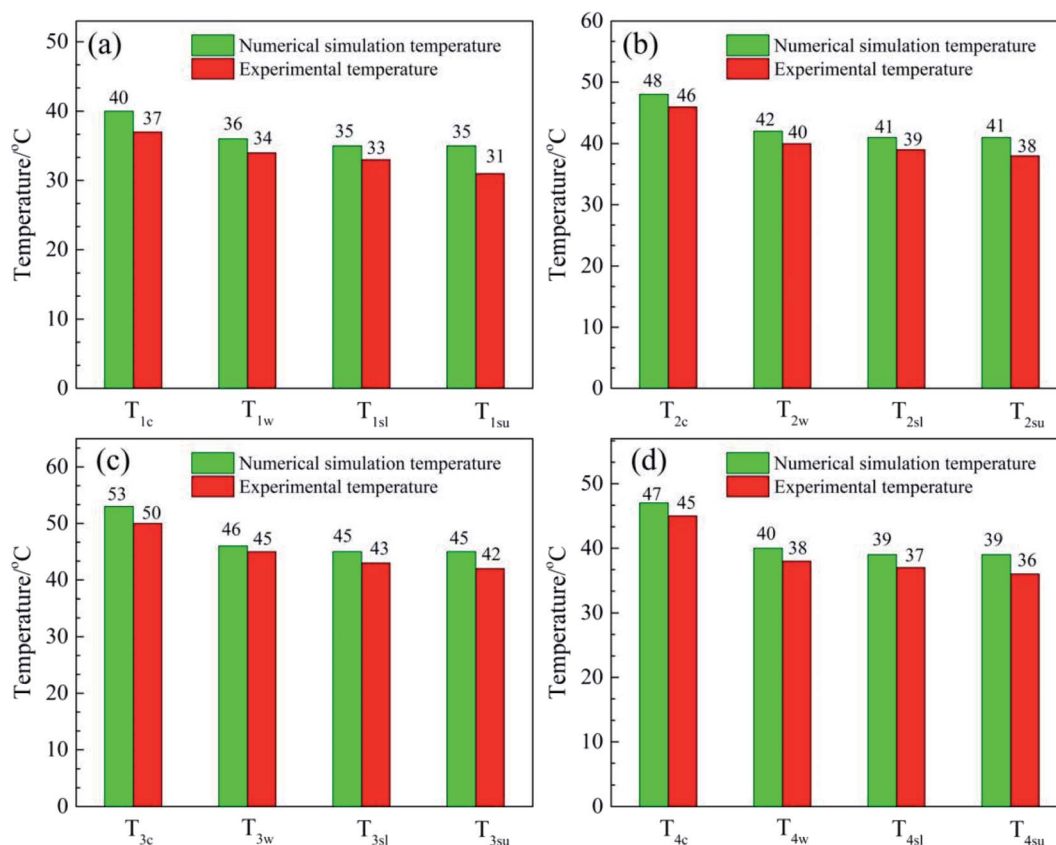 (a)
Numerical simulation temperature
Experimental temperature
Temperature/°C
50
40
30
20
10
0
40 37
36 34
35 33
35 31
T1c T1w T1sl T1su
(b)
Numerical simulation temperature
Experimental temperature
Temperature/°C
60
50
40
30
20
10
0
48 46
42 40
41 39
41 38
T2c T2w T2sl T2su
(c)
Numerical simulation temperature
Experimental temperature
Temperature/°C
60
50
40
30
20
10
0
53 50
46 45
45 43
45 42
T3c T3w T3sl T3su
(d)
Numerical simulation temperature
Experimental temperature
Temperature/°C
50
40
30
20
10
0
47 45
40 38
39 37
39 36
T4c T4w T4sl T4su